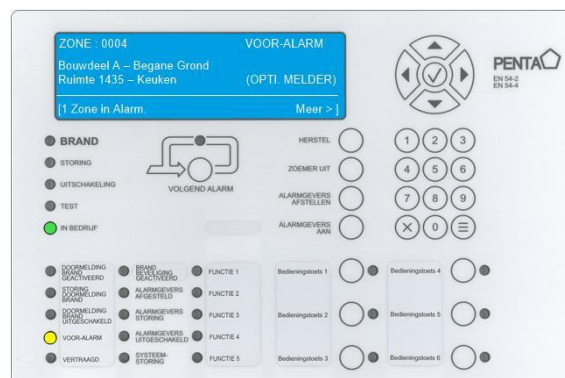 ZONE : 0004 VOOR-ALARM
Bouwdeel A – Begane Grond
Ruimte 1435 – Keuken (OPTI. MELDER)
[1 Zone in Alarm. Meer > ]
PENTA
EN 54-2
EN 54-4
BRAND
STORING
UITSCHAKELING
TEST
IN BEDRIJF
VOLGEND ALARM
HERSTEL
ZOEMER UIT
ALARMGEVERS
AFSTELLEN
ALARMGEVERS
AAN
1 2 3
4 5 6
7 8 9
0
DOORMELDING
BRAND
GEACTIVEERD
STORING
DOORMELDING
BRAND
DOORMELDING
BRAND
UITGESCHAKELD
VOOR-ALARM
VERTRAAGD
BRAND
BEVEILIGING
GEACTIVEERD
ALARMGEVERS
AFGESTELD
ALARMGEVERS
STORING
ALARMGEVERS
UITGESCHAKELD
SYSTEEM-
STORING
FUNCTIE 1
FUNCTIE 2
FUNCTIE 3
FUNCTIE 4
FUNCTIE 5
Bedieningstoets 1
Bedieningstoets 2
Bedieningstoets 3
Bedieningstoets 4
Bedieningstoets 5
Bedieningstoets 6